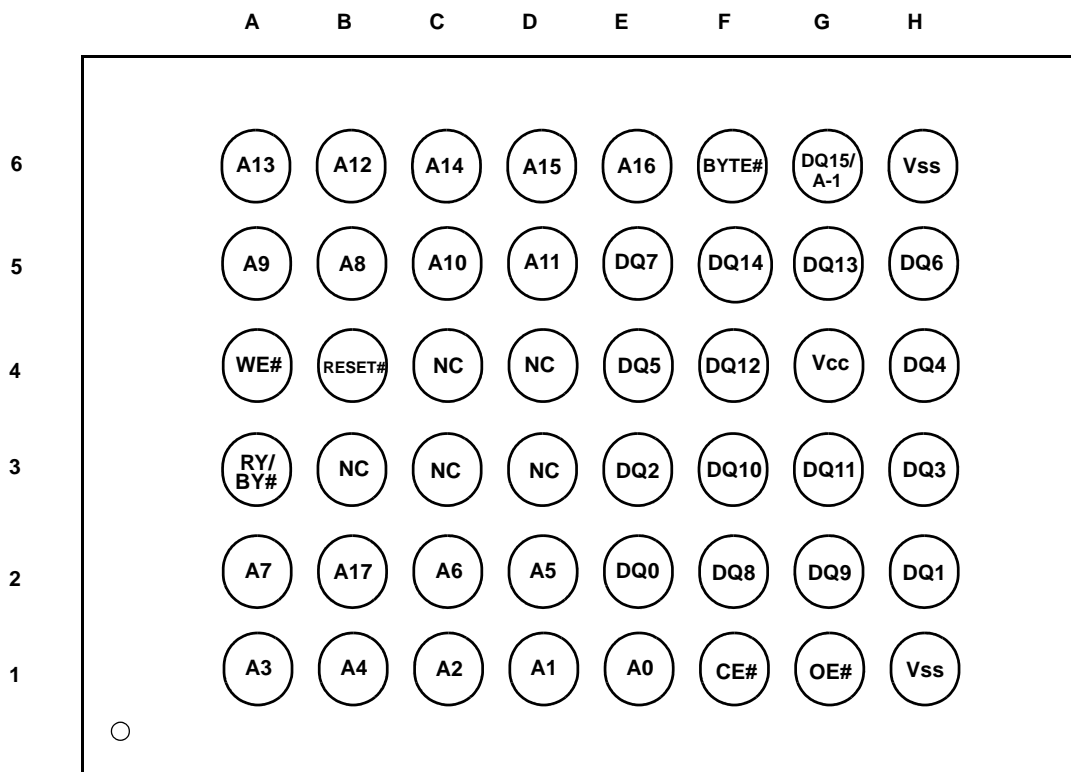 A B C D E F G H
6 A13 A12 A14 A15 A16 BYTE# DQ15/ A-1 Vss
5 A9 A8 A10 A11 DQ7 DQ14 DQ13 DQ6
4 WE# RESET# NC NC DQ5 DQ12 Vcc DQ4
3 RY/ BY# NC NC NC DQ2 DQ10 DQ11 DQ3
2 A7 A17 A6 A5 DQ0 DQ8 DQ9 DQ1
1 A3 A4 A2 A1 A0 CE# OE# Vss